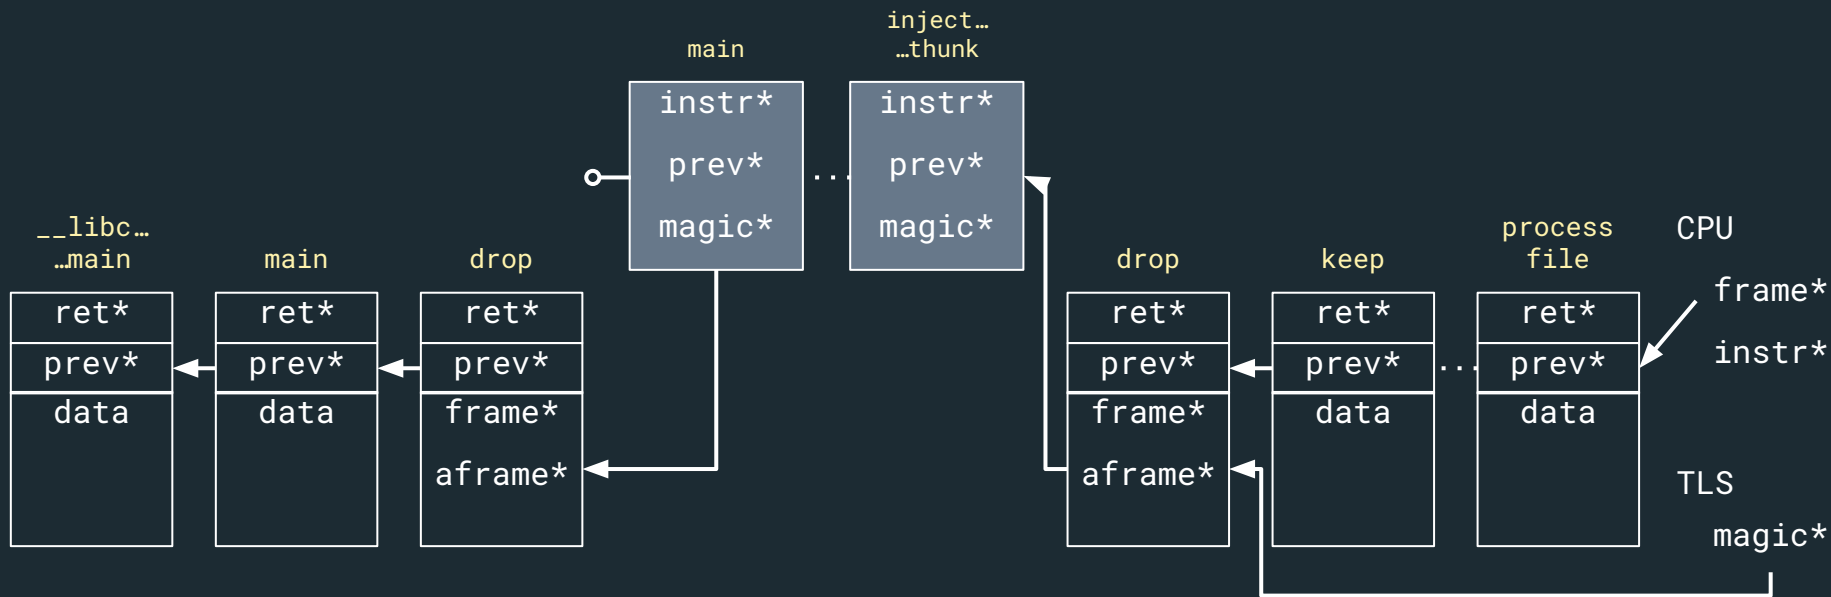 inject…
…thunk
main
instr*
prev*
magic*
instr*
prev*
magic*
__libc…
…main
main
drop
ret*
prev*
data
ret*
prev*
data
ret*
prev*
frame*
aframe*
drop
keep
process
file
ret*
prev*
frame*
aframe*
ret*
prev*
data
ret*
prev*
data
CPU
frame*
instr*
TLS
magic*